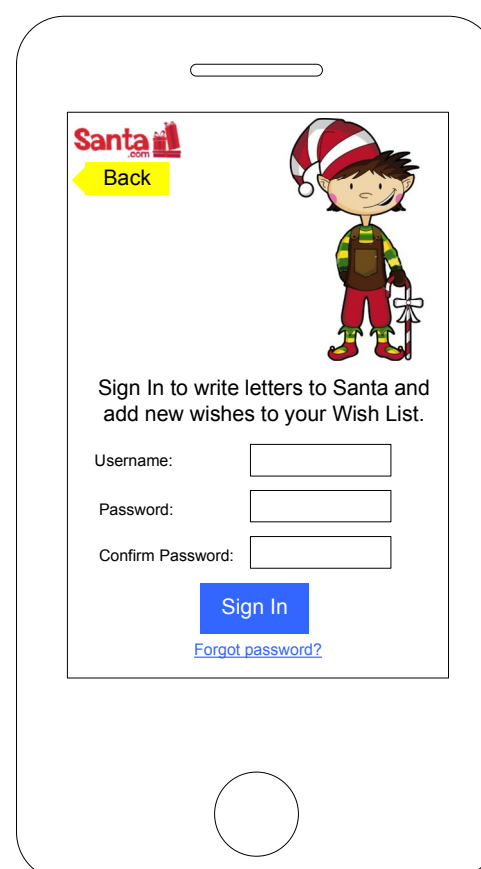 Santa
.com
Back
Sign In to write letters to Santa and
add new wishes to your Wish List.
Username:
Password:
Confirm Password:
Sign In
Forgot password?